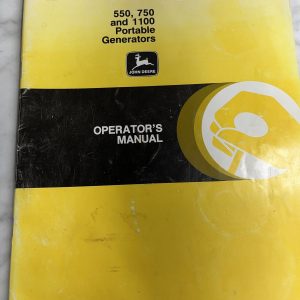 550, 750
and 1100
Portable
Generators
JOHN DEERE
OPERATOR'S
MANUAL